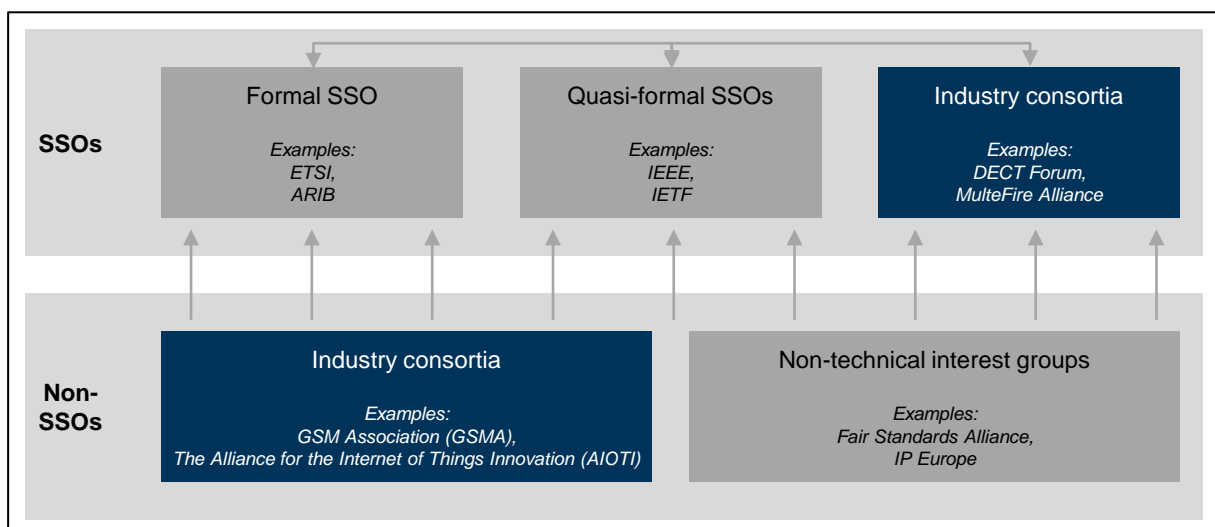 SSOs
Formal SSO
Examples:
ETSI,
ARIB
Quasi-formal SSOs
Examples:
IEEE,
IETF
Industry consortia
Examples:
DECT Forum,
MulteFire Alliance
Non-
SSOs
Industry consortia
Examples:
GSM Association (GSMA),
The Alliance for the Internet of Things Innovation (AIOTI)
Non-technical interest groups
Examples:
Fair Standards Alliance,
IP Europe